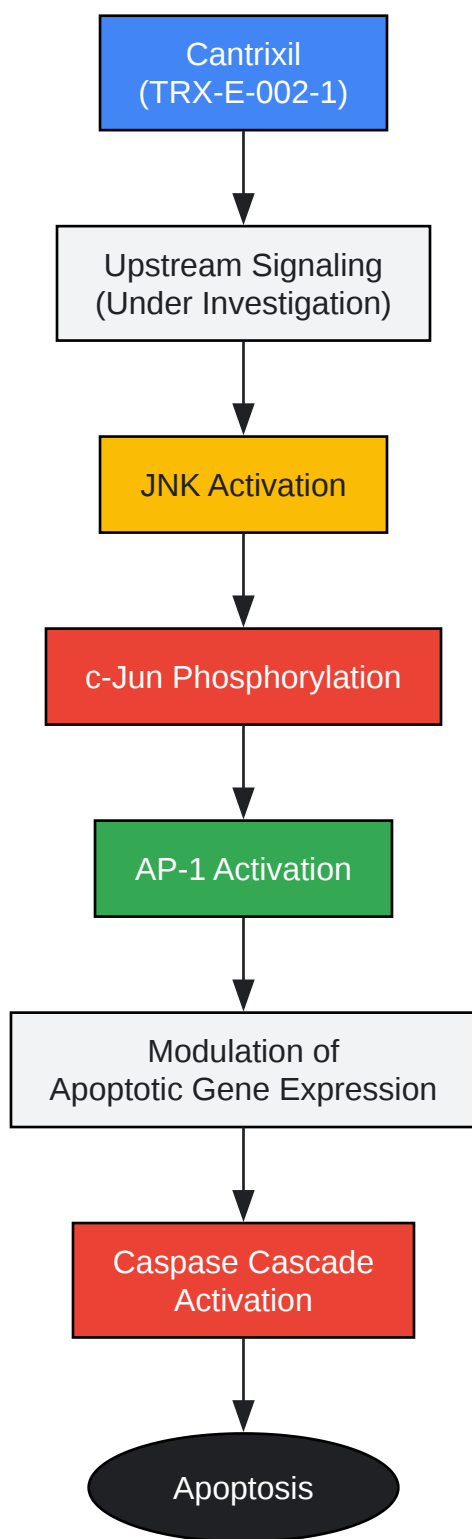 Cantrixil
(TRX-E-002-1)
Upstream Signaling
(Under Investigation)
JNK Activation
c-Jun Phosphorylation
AP-1 Activation
Modulation of
Apoptotic Gene Expression
Caspase Cascade
Activation
Apoptosis